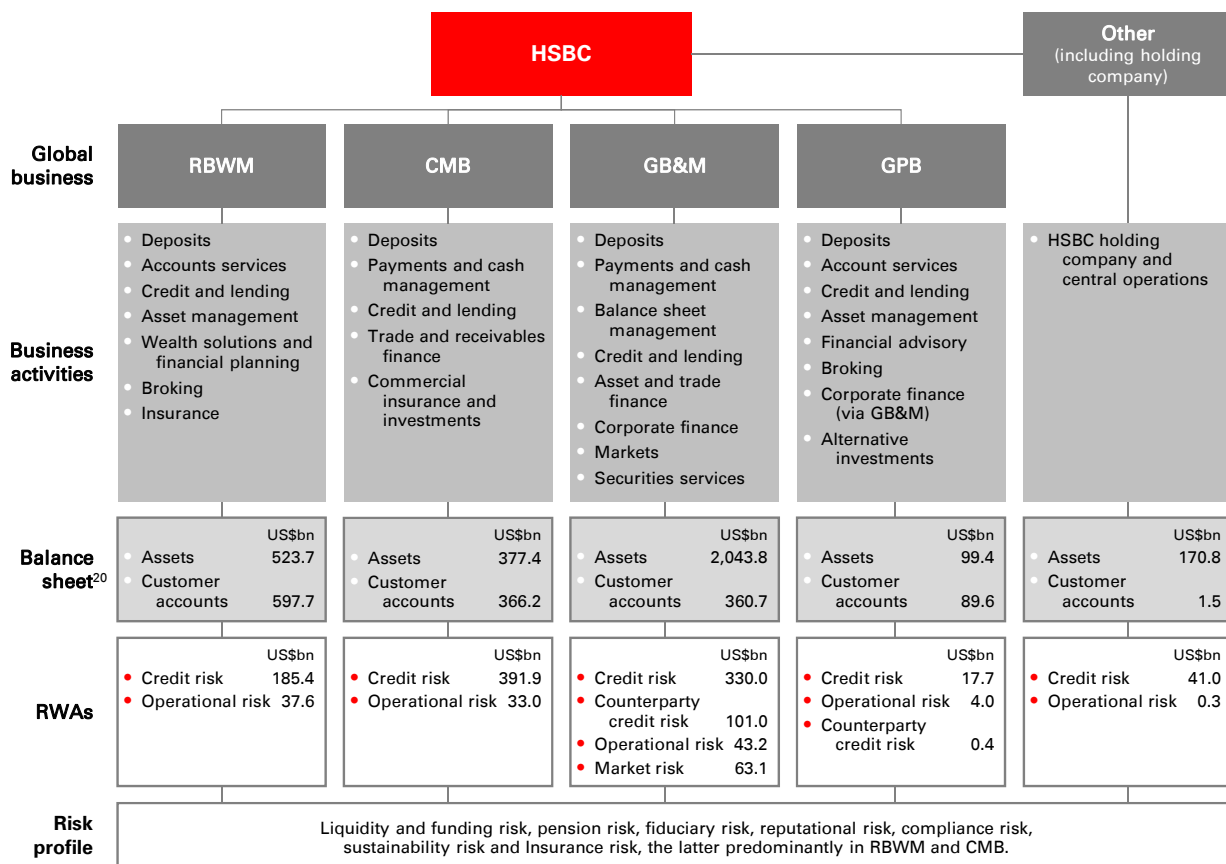 HSBC
Other
(including holding
company)
Global
business
RBWM
CMB
GB&M
GPB
Business
activities
• Deposits
• Accounts services
• Credit and lending
• Asset management
• Wealth solutions and
financial planning
• Broking
• Insurance
• Deposits
• Payments and cash
management
• Credit and lending
• Trade and receivables
finance
• Commercial
insurance and
investments
• Deposits
• Payments and cash
management
• Balance sheet
management
• Credit and lending
• Asset and trade
finance
• Corporate finance
• Markets
• Securities services
• Deposits
• Account services
• Credit and lending
• Asset management
• Financial advisory
• Broking
• Corporate finance
(via GB&M)
• Alternative
investments
• HSBC holding
company and
central operations
Balance
sheet20
US$bn
• Assets 523.7
• Customer
accounts 597.7
US$bn
• Assets 377.4
• Customer
accounts 366.2
US$bn
• Assets 2,043.8
• Customer
accounts 360.7
US$bn
• Assets 99.4
• Customer
accounts 89.6
US$bn
• Assets 170.8
• Customer
accounts 1.5
RWAs
US$bn
• Credit risk 185.4
• Operational risk 37.6
US$bn
• Credit risk 391.9
• Operational risk 33.0
US$bn
• Credit risk 330.0
• Counterparty
credit risk 101.0
• Operational risk 43.2
• Market risk 63.1
US$bn
• Credit risk 17.7
• Operational risk 4.0
• Counterparty
credit risk 0.4
US$bn
• Credit risk 41.0
• Operational risk 0.3
Risk
profile
Liquidity and funding risk, pension risk, fiduciary risk, reputational risk, compliance risk,
sustainability risk and Insurance risk, the latter predominantly in RBWM and CMB.